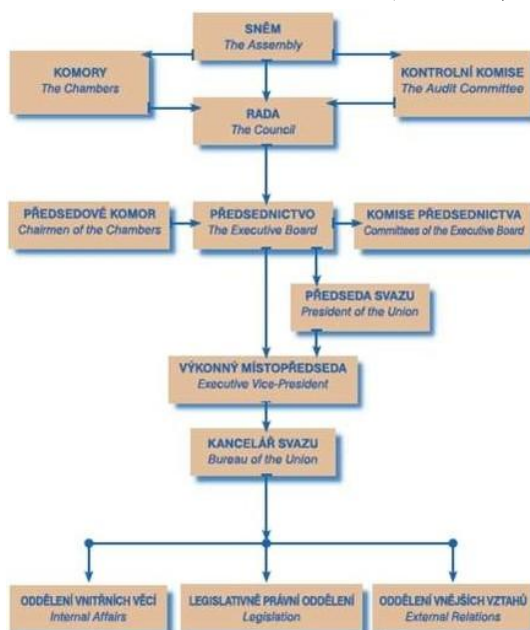 SNĚM
The Assembly
KOMORY
The Chambers
KONTROLNÍ KOMISE
The Audit Committee
RADA
The Council
PŘEDSEDOVÉ KOMOR
Chairmen of the Chambers
PŘEDSEDNICTVO
The Executive Board
KOMISE PŘEDSEDNICTVA
Committees of the Executive Board
PŘEDSEDA SVAZU
President of the Union
VÝKONNÝ MÍSTOPŘEDSEDA
Executive Vice-President
KANCELÁŘ SVAZU
Bureau of the Union
ODDĚLENÍ VNITŘNÍCH VĚCÍ
Internal Affairs
LEGISLATIVNĚ PRÁVNÍ ODDĚLENÍ
Legislation
ODDĚLENÍ VNĚJŠÍCH VZTAHŮ
External Relations